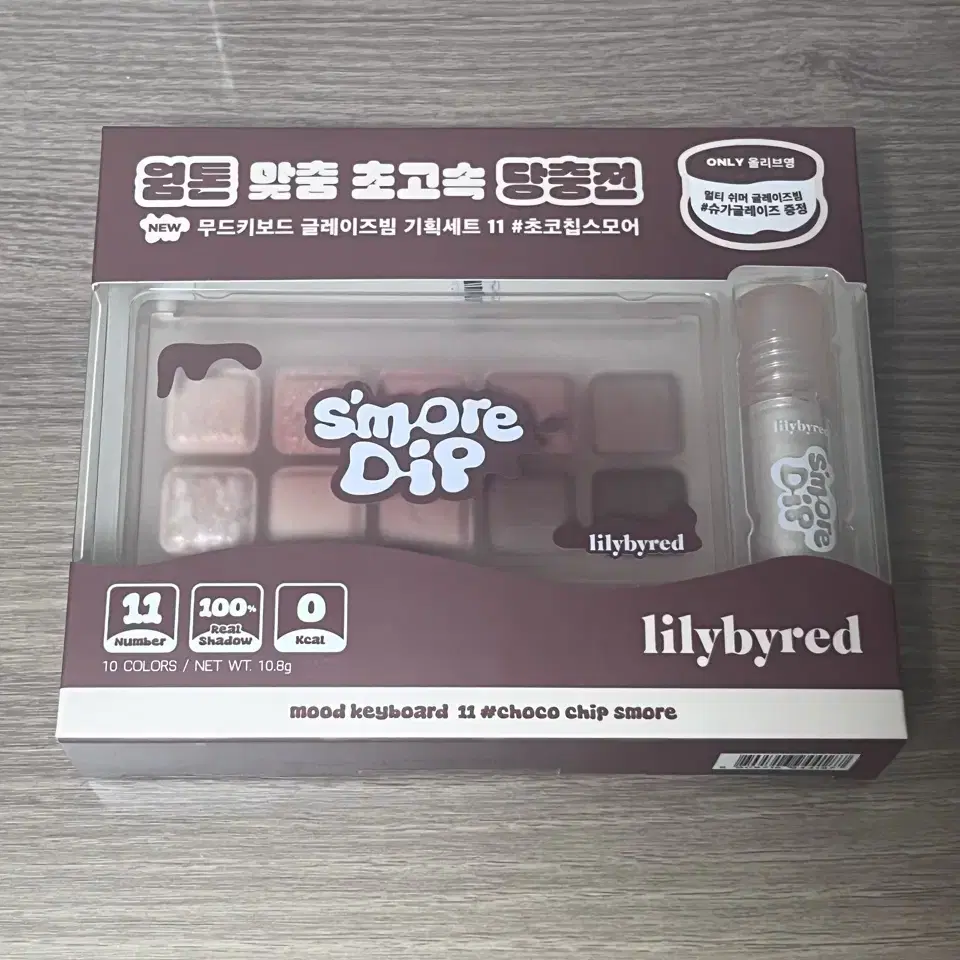 웜톤 맞춤 초고속 당충전
NEW 무드키보드 글레이즈빔 기획세트 11 #초코칩스모어
ONLY 올리브영
멀티 쉬머 글레이즈빔
#슈가글레이즈 증정
s'more
Dip
lilybyred
lilybyred
s'more
Dip
11
Number
100%
Real
Shadow
0
Kcal
10 COLORS / NET WT. 10.8g
lilybyred
mood keyboard 11 #choco chip smore